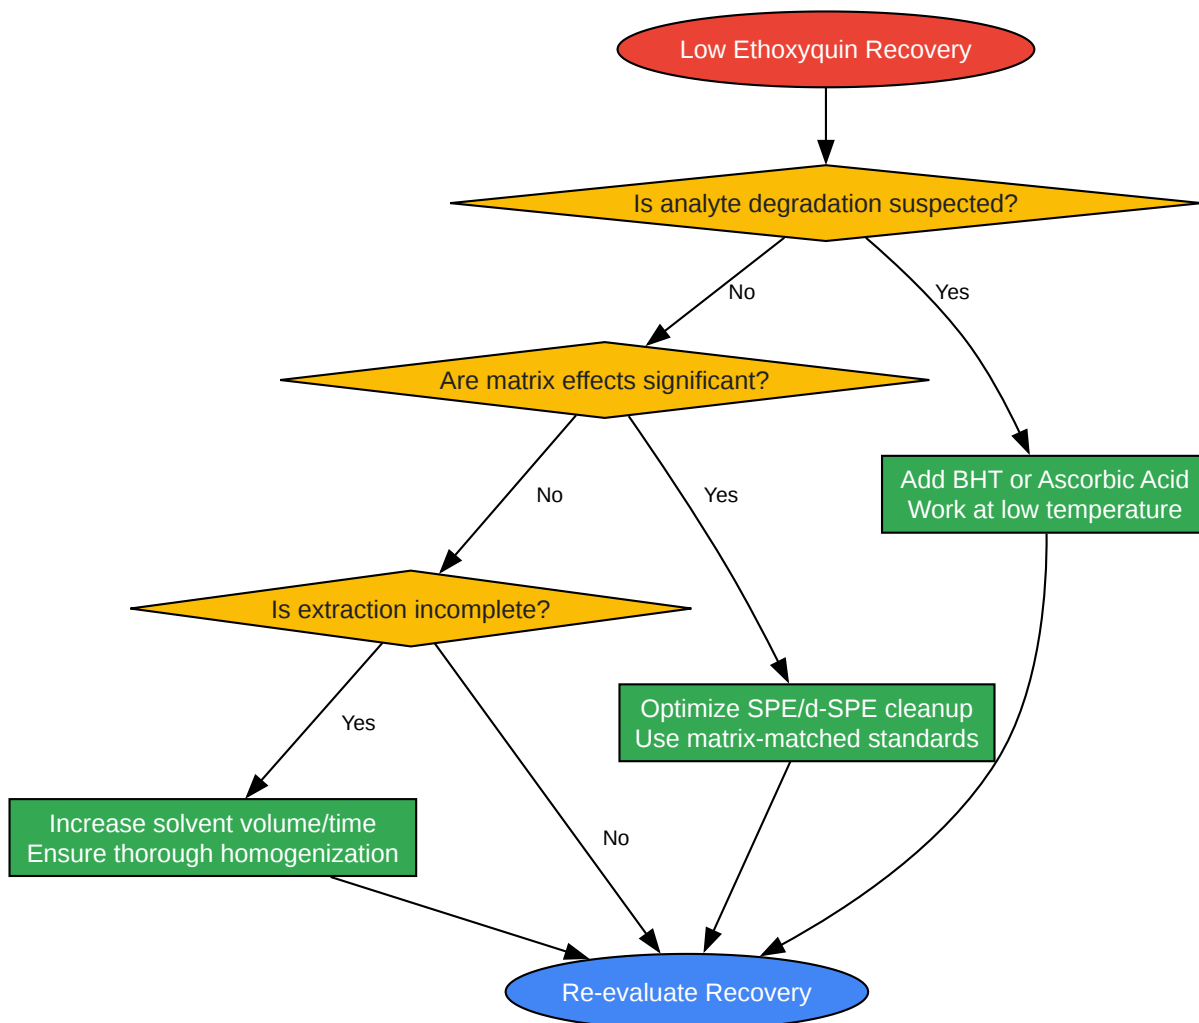 Low Ethoxyquin Recovery
Is analyte degradation suspected?
No
Yes
Are matrix effects significant?
Add BHT or Ascorbic Acid
Work at low temperature
No
Yes
Is extraction incomplete?
Optimize SPE/d-SPE cleanup
Use matrix-matched standards
Yes
No
Increase solvent volume/time
Ensure thorough homogenization
Re-evaluate Recovery